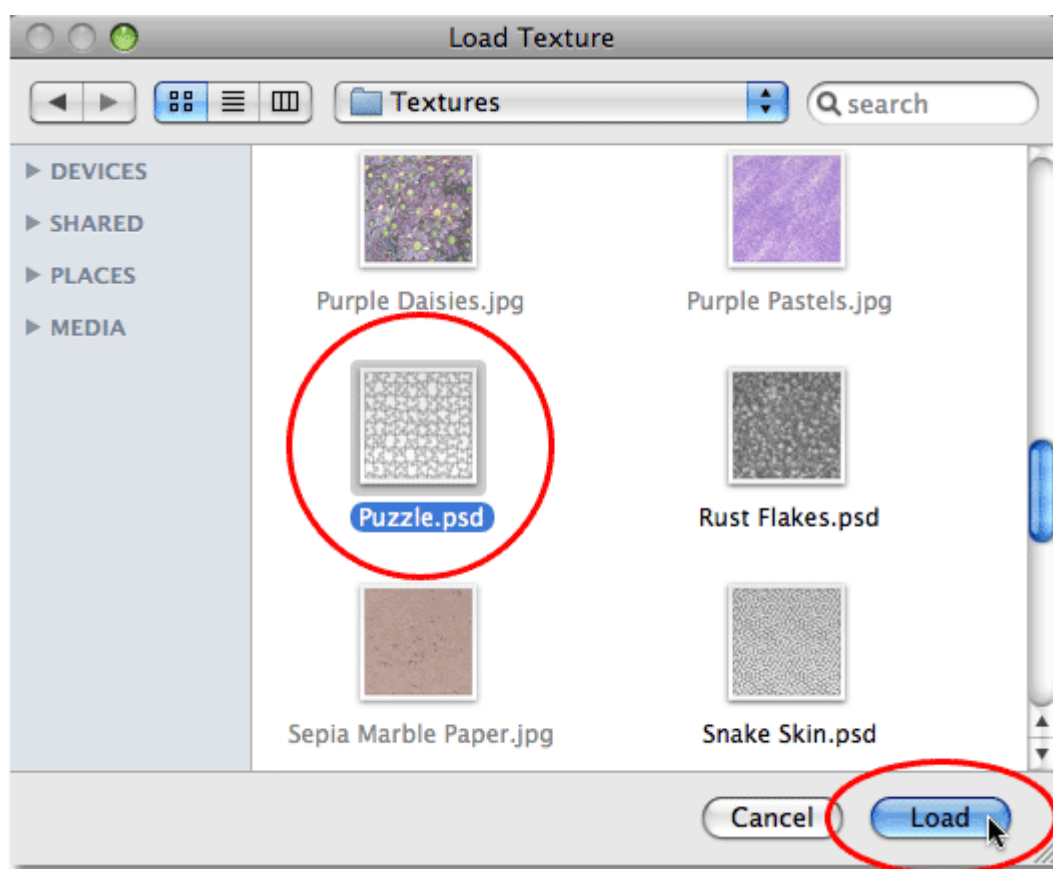 Load Texture
Textures
search
DEVICES
SHARED
PLACES
MEDIA
Purple Daisies.jpg
Purple Pastels.jpg
Puzzle.psd
Rust Flakes.psd
Sepia Marble Paper.jpg
Snake Skin.psd
Cancel
Load